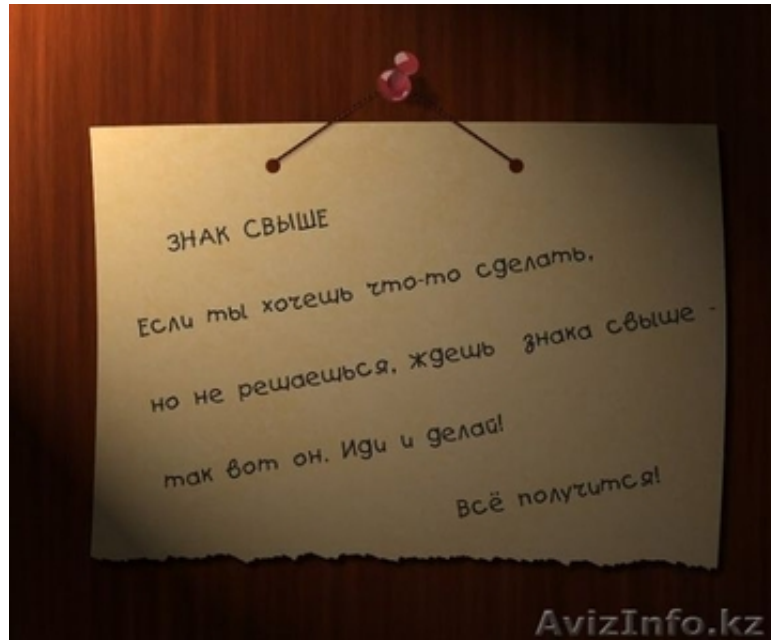 ЗНАК СВЫШЕ
Если ты хочешь что-то сделать,
но не решаешься, ждешь знака свыше -
так вот он. Иди и делай!
Всё получится!
AvizInfo.kz